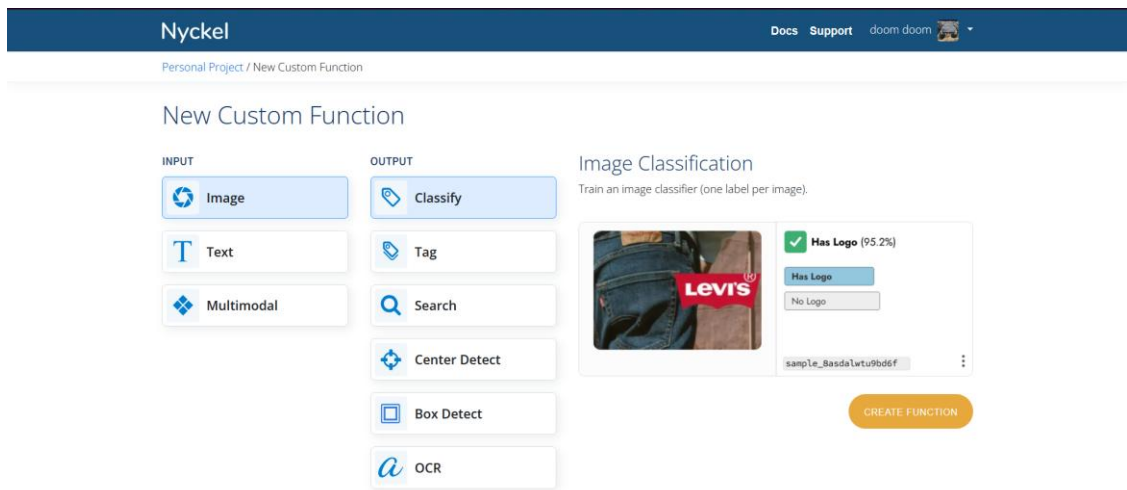 Nyckel
Docs Support doom doom
Personal Project / New Custom Function
New Custom Function
INPUT
Image
Text
Multimodal
OUTPUT
Classify
Tag
Search
Center Detect
Box Detect
OCR
Image Classification
Train an image classifier (one label per image).
LEVI'S ®
Has Logo (95.2%)
Has Logo
No Logo
sample_8asdalwtu9bd6f
CREATE FUNCTION